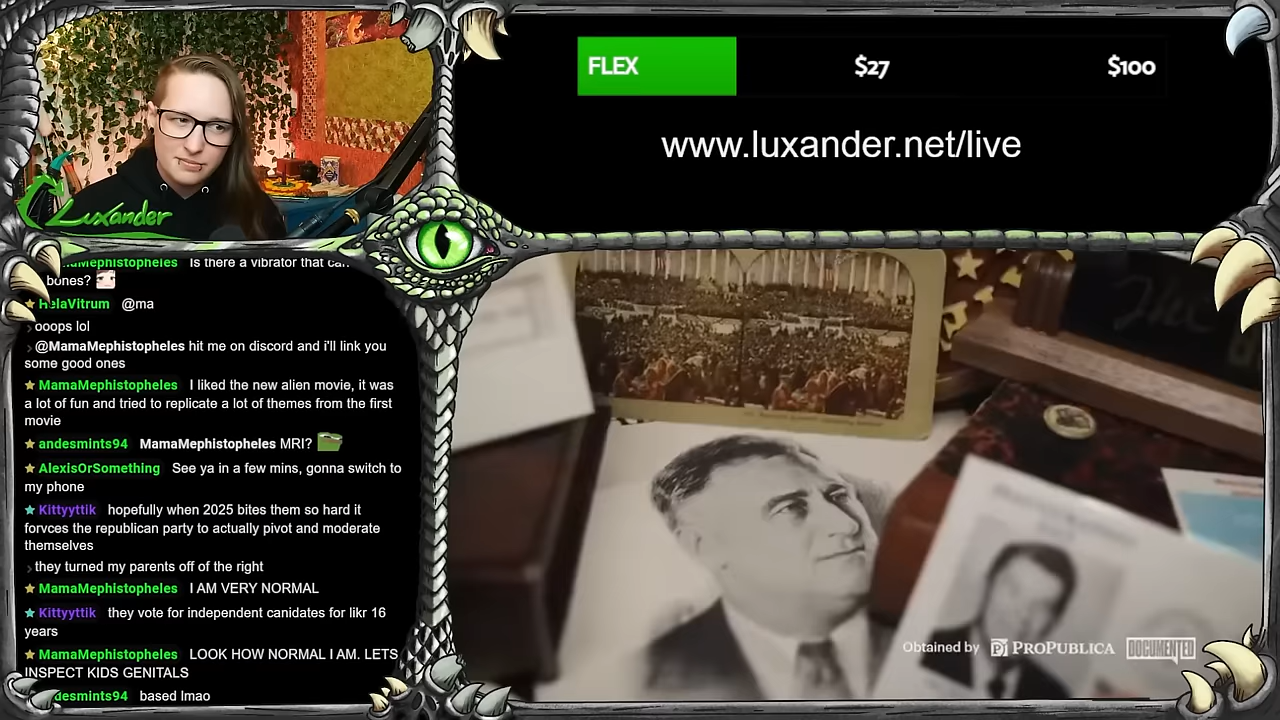 FLEX $27 $100
www.luxander.net/live
Luxander
Mephistopheles Is there a vibrator that can
bones?
HelaVitrum @ma
ooops lol
@MamaMephistopheles hit me on discord and i'll link you
some good ones
MamaMephistopheles I liked the new alien movie, it was
a lot of fun and tried to replicate a lot of themes from the first
movie
andesmints94 MamaMephistopheles MRI?
AlexisOrSomething See ya in a few mins, gonna switch to
my phone
Kittyyttik hopefully when 2025 bites them so hard it
forvces the republican party to actually pivot and moderate
themselves
they turned my parents off of the right
MamaMephistopheles I AM VERY NORMAL
Kittyyttik they vote for independent canidates for likr 16
years
MamaMephistopheles LOOK HOW NORMAL I AM. LETS
INSPECT KIDS GENITALS
desmints94 based lmao
Obtained by PROPUBLICA DOCUMENTED